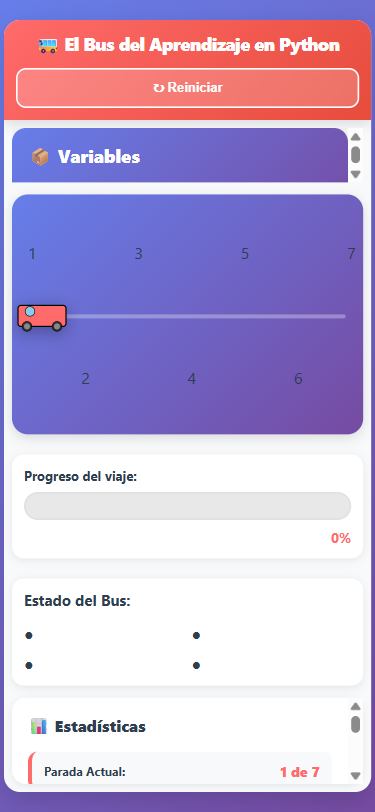 🚌 El Bus del Aprendizaje en Python
↻ Reiniciar
📦 Variables
1 3 5 7
2 4 6
Progreso del viaje:
0%
Estado del Bus:
• •
• •
📊 Estadísticas
Parada Actual: 1 de 7